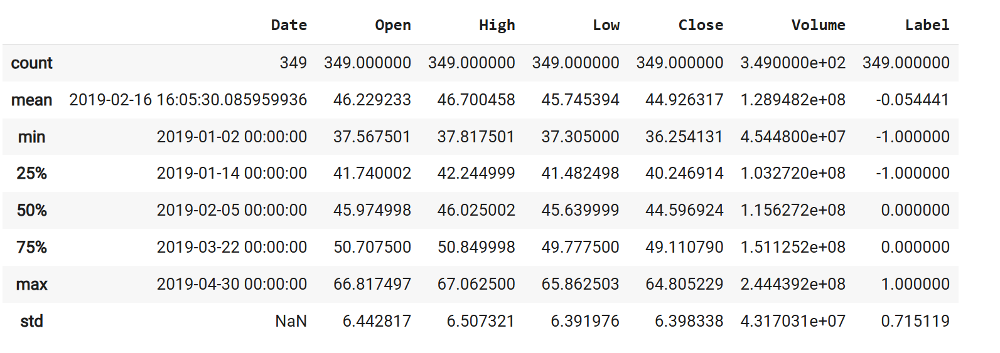 Date Open High Low Close Volume Label
count 349 349.000000 349.000000 349.000000 349.000000 3.490000e+02 349.000000
mean 2019-02-16 16:05:30.085959936 46.229233 46.700458 45.745394 44.926317 1.289482e+08 -0.054441
min 2019-01-02 00:00:00 37.567501 37.817501 37.305000 36.254131 4.544800e+07 -1.000000
25% 2019-01-14 00:00:00 41.740002 42.244999 41.482498 40.246914 1.032720e+08 -1.000000
50% 2019-02-05 00:00:00 45.974998 46.025002 45.639999 44.596924 1.156272e+08 0.000000
75% 2019-03-22 00:00:00 50.707500 50.849998 49.777500 49.110790 1.511252e+08 0.000000
max 2019-04-30 00:00:00 66.817497 67.062500 65.862503 64.805229 2.444392e+08 1.000000
std NaN 6.442817 6.507321 6.391976 6.398338 4.317031e+07 0.715119